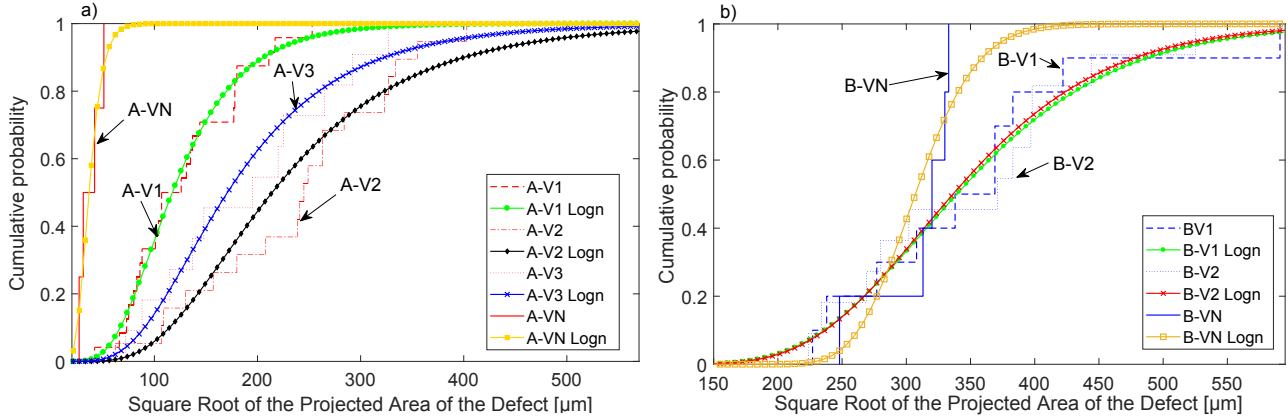 a)
1
0.8
0.6
0.4
0.2
0
Cumulative probability
A-VN
A-V1
A-V3
A-V2
A-V1
A-V1 Logn
A-V2
A-V2 Logn
A-V3
A-V3 Logn
A-VN
A-VN Logn
100 200 300 400 500
Square Root of the Projected Area of the Defect [µm]
b)
1
0.8
0.6
0.4
0.2
0
Cumulative probability
B-VN
B-V1
B-V2
BV1
B-V1 Logn
B-V2
B-V2 Logn
B-VN
B-VN Logn
150 200 250 300 350 400 450 500 550
Square Root of the Projected Area of the Defect [µm]